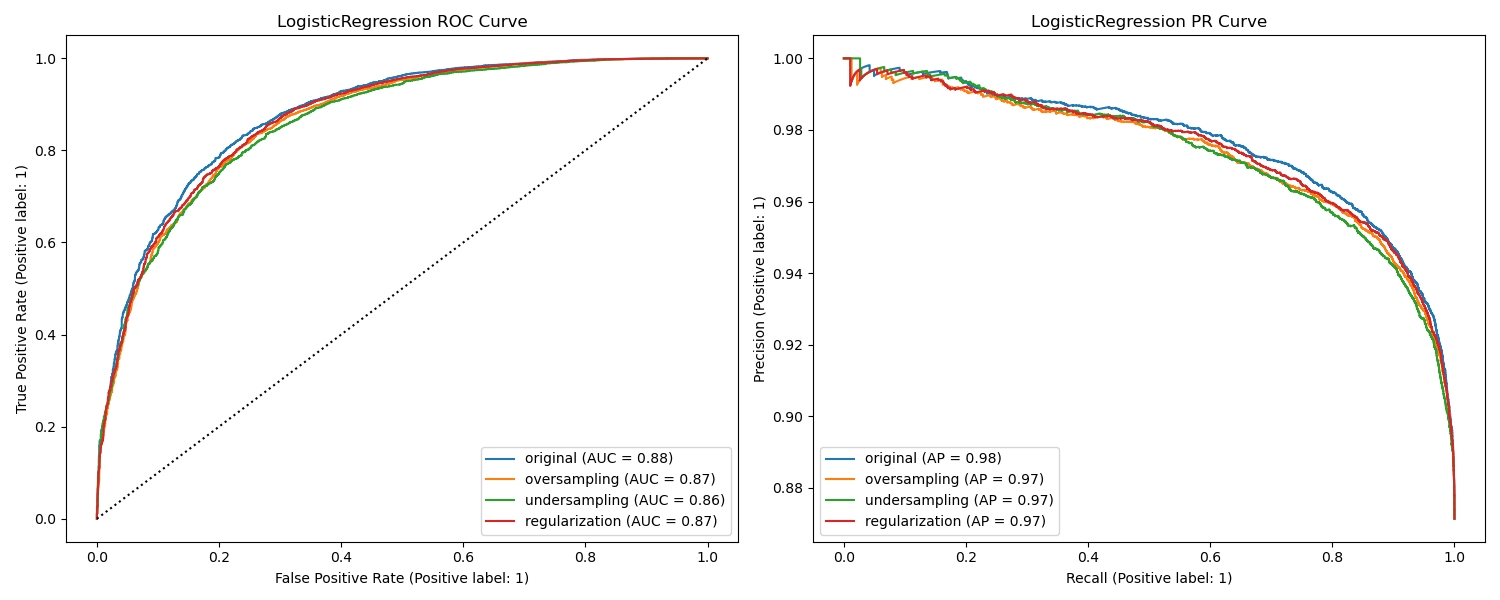 LogisticRegression ROC Curve
True Positive Rate (Positive label: 1)
1.0
0.8
0.6
0.4
0.2
0.0
0.0 0.2 0.4 0.6 0.8 1.0
False Positive Rate (Positive label: 1)
original (AUC = 0.88)
oversampling (AUC = 0.87)
undersampling (AUC = 0.86)
regularization (AUC = 0.87)
LogisticRegression PR Curve
Precision (Positive label: 1)
1.00
0.98
0.96
0.94
0.92
0.90
0.88
0.0 0.2 0.4 0.6 0.8 1.0
Recall (Positive label: 1)
original (AP = 0.98)
oversampling (AP = 0.97)
undersampling (AP = 0.97)
regularization (AP = 0.97)